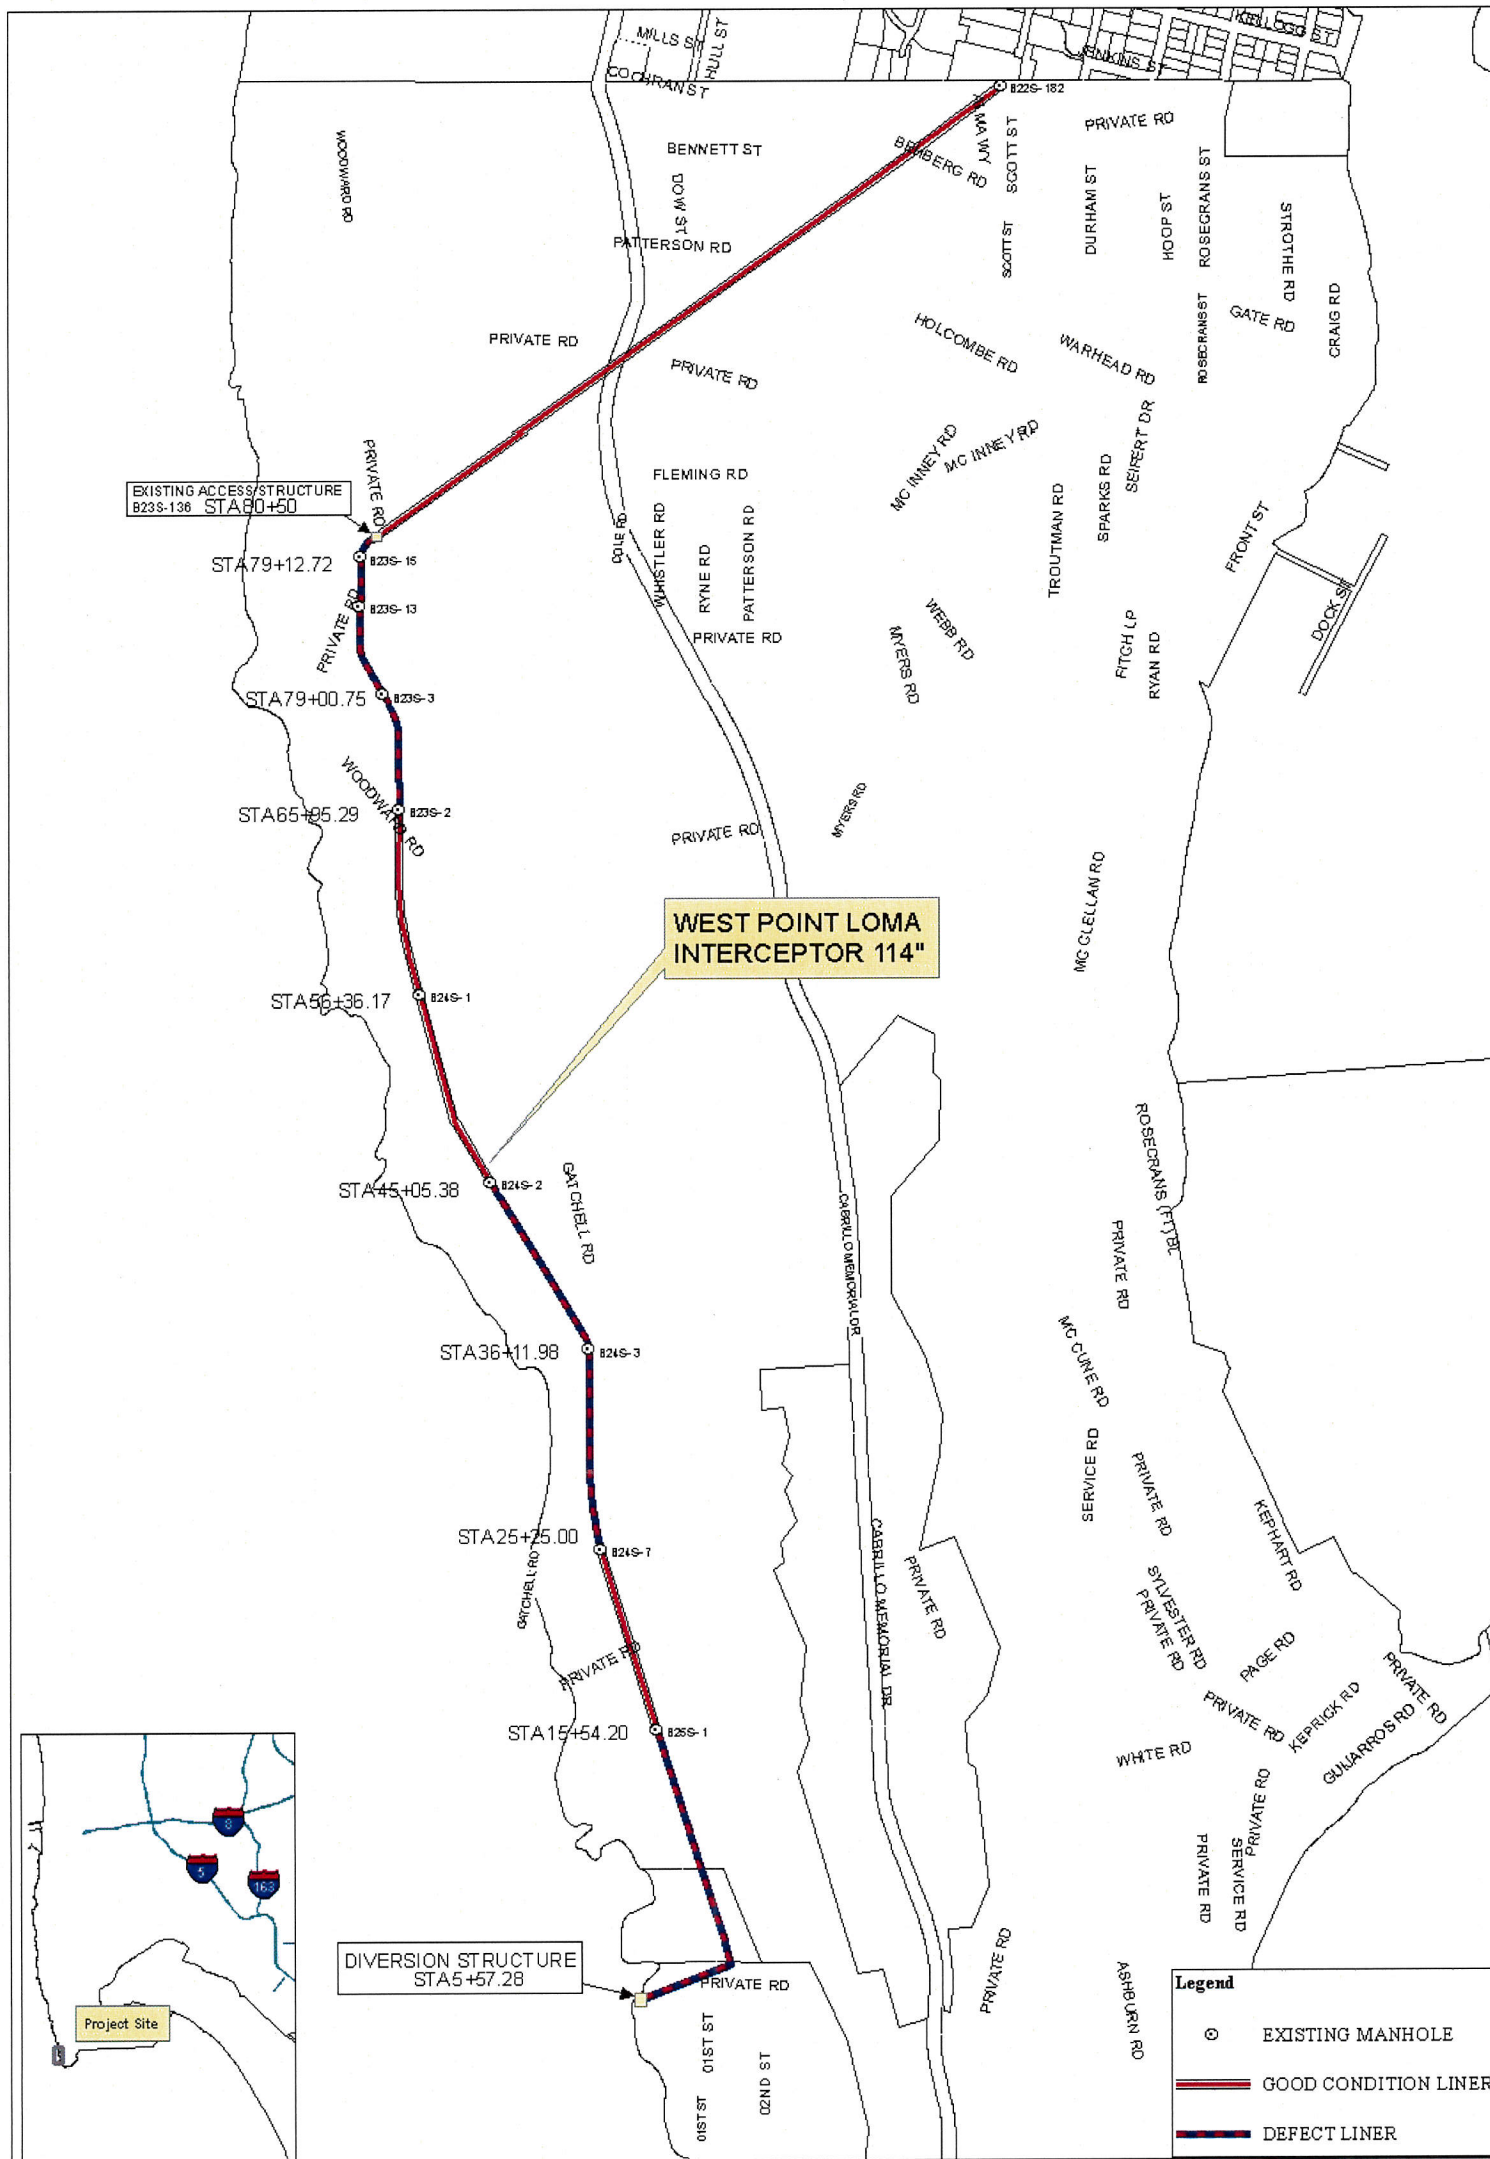 MILLS ST
HULL ST
KELLOGG ST
JENKINS ST
COCHRAN ST
B22S-182
WOODWARD RD
BENNETT ST
DOW ST
BEMBERG RD
SCOTT ST
PRIVATE RD
PATTERSON RD
SCOTT ST
DURHAM ST
HOOP ST
ROSECRANS ST
STROTHE RD
PRIVATE RD
PRIVATE RD
HOLCOMBE RD
WARHEAD RD
ROSECRANS ST
GATE RD
CRAIG RD
PRIVATE RD
EXISTING ACCESS STRUCTURE
B23S-136 STA80+50
FLEMING RD
MC INNEY RD
MC INNEY RD
SPARKS RD
SEIFERT DR
STA79+12.72
B23S-15
WHISTLER RD
RYNE RD
PATTERSON RD
TROUTMAN RD
FRONT ST
DOCK ST
B23S-13
PRIVATE RD
PRIVATE RD
MYERS RD
WEBB RD
FITCH LP
RYAN RD
STA79+00.75
B23S-3
WOODWARD RD
STA65+95.29
B23S-2
PRIVATE RD
MYERS RD
MC CLELLAN RD
WEST POINT LOMA
INTERCEPTOR 114"
STA56+36.17
B24S-1
ROSECRANS (FT) BL
STA45+05.38
B24S-2
GATCHELL RD
CABRILLO MEMORIAL DR
PRIVATE RD
STA36+11.98
B24S-3
MC CUNE RD
SERVICE RD
PRIVATE RD
KEPHART RD
STA25+25.00
B24S-7
GATCHELL RD
CABRILLO MEMORIAL DR
PRIVATE RD
SYLVESTER RD
PRIVATE RD
PAGE RD
PRIVATE RD
PRIVATE RD
PRIVATE RD
KEPRICK RD
GUIJARROS RD
STA15+54.20
B25S-1
WHITE RD
PRIVATE RD
PRIVATE RD
SERVICE RD
8
5
163
Project Site
DIVERSION STRUCTURE
STA5+57.28
PRIVATE RD
PRIVATE RD
ASHBURN RD
01ST ST
01ST ST
02ND ST
Legend
EXISTING MANHOLE
GOOD CONDITION LINER
DEFECT LINER